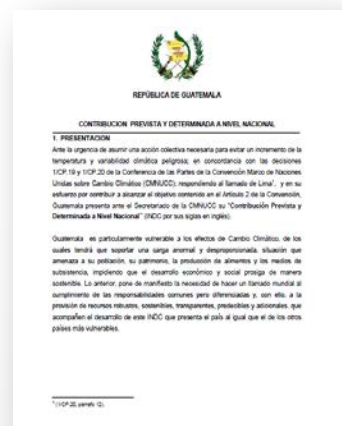 REPÚBLICA DE GUATEMALA
CONTRIBUCION PREVISTA Y DETERMINADA A NIVEL NACIONAL
1. PRESENTACIÓN
Ante la urgencia de asumir una acción colectiva necesaria para evitar un incremento de la
temperatura y variabilidad climática peligrosa; en concordancia con las decisiones
1/CP.19 y 1/CP.20 de la Conferencia de las Partes de la Convención Marco de Naciones
Unidas sobre Cambio Climático (CMNUCC); respondiendo al llamado de Lima¹, y en su
esfuerzo por contribuir a alcanzar el objetivo contenido en el Artículo 2 de la Convención,
Guatemala presenta ante el Secretariado de la CMNUCC su "Contribución Prevista y
Determinada a Nivel Nacional" (INDC por sus siglas en inglés).
Guatemala es particularmente vulnerable a los efectos de Cambio Climático, de los
cuales tendrá que soportar una carga anormal y desproporcionada, situación que
amenaza a su población, su patrimonio, la producción de alimentos y los medios de
subsistencia, impidiendo que el desarrollo económico y social prosiga de manera
sostenible. Lo anterior, pone de manifiesto la necesidad de hacer un llamado mundial al
cumplimiento de las responsabilidades comunes pero diferenciadas y, con ello, a la
provisión de recursos robustos, sostenibles, transparentes, predecibles y adicionales, que
acompañen el desarrollo de este INDC que presenta el país al igual que el de los otros
países más vulnerables.
¹ (1/CP.20, párrafo 13).